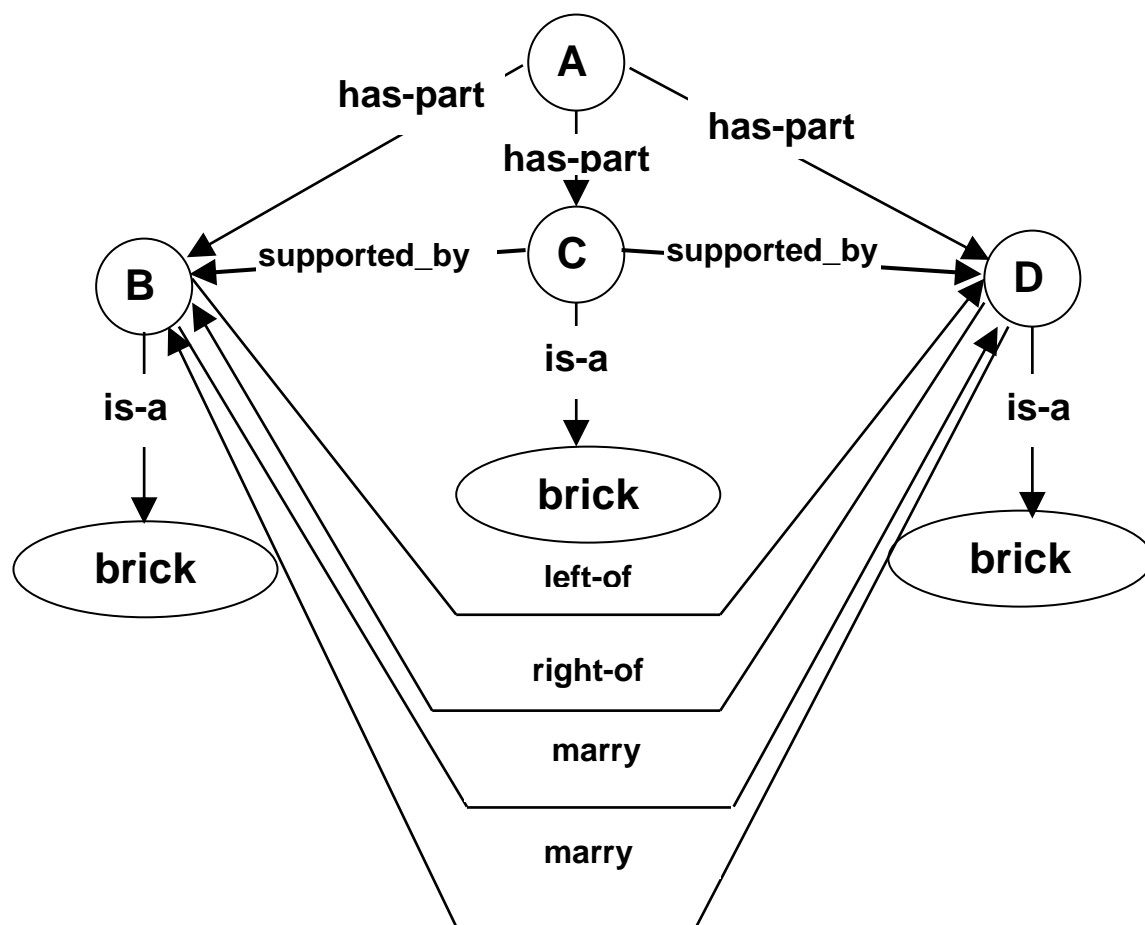 A
has-part
has-part
has-part
supported_by
C
supported_by
B
D
is-a
is-a
is-a
brick
brick
brick
left-of
right-of
marry
marry